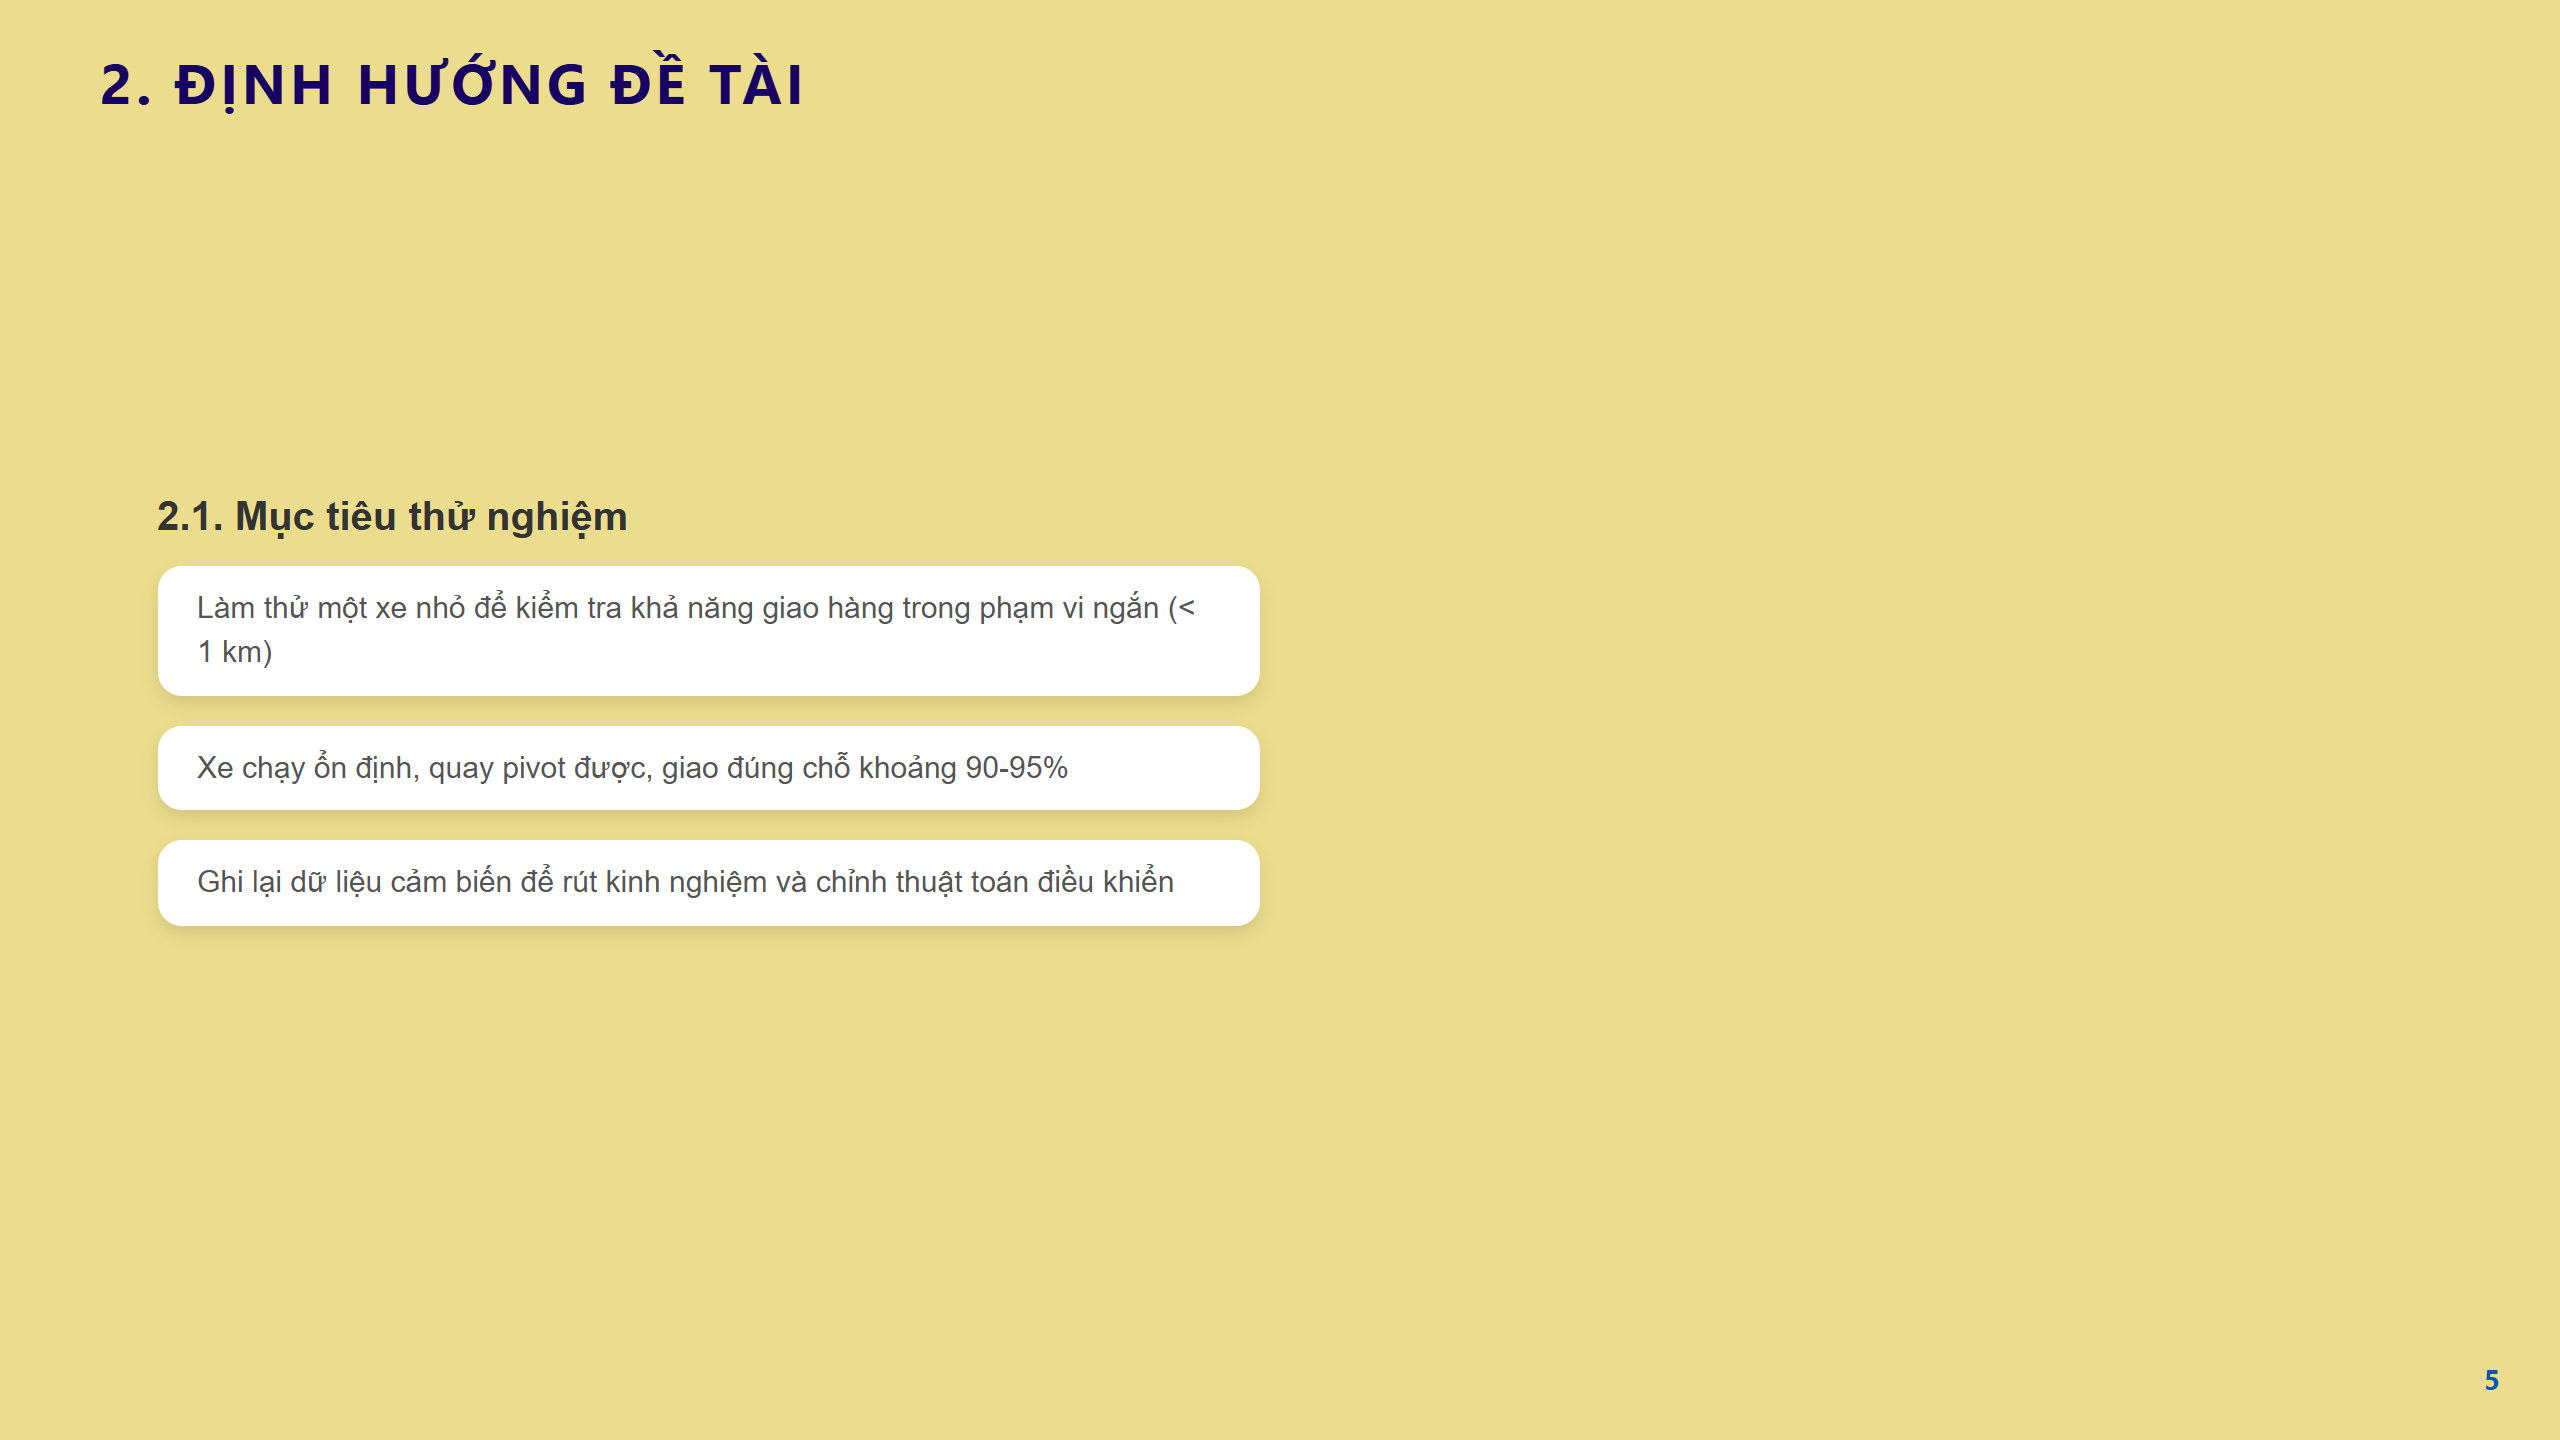 2. ĐỊNH HƯỚNG ĐỀ TÀI
2.1. Mục tiêu thử nghiệm
Làm thử một xe nhỏ để kiểm tra khả năng giao hàng trong phạm vi ngắn (<
1 km)
Xe chạy ổn định, quay pivot được, giao đúng chỗ khoảng 90-95%
Ghi lại dữ liệu cảm biến để rút kinh nghiệm và chỉnh thuật toán điều khiển
5